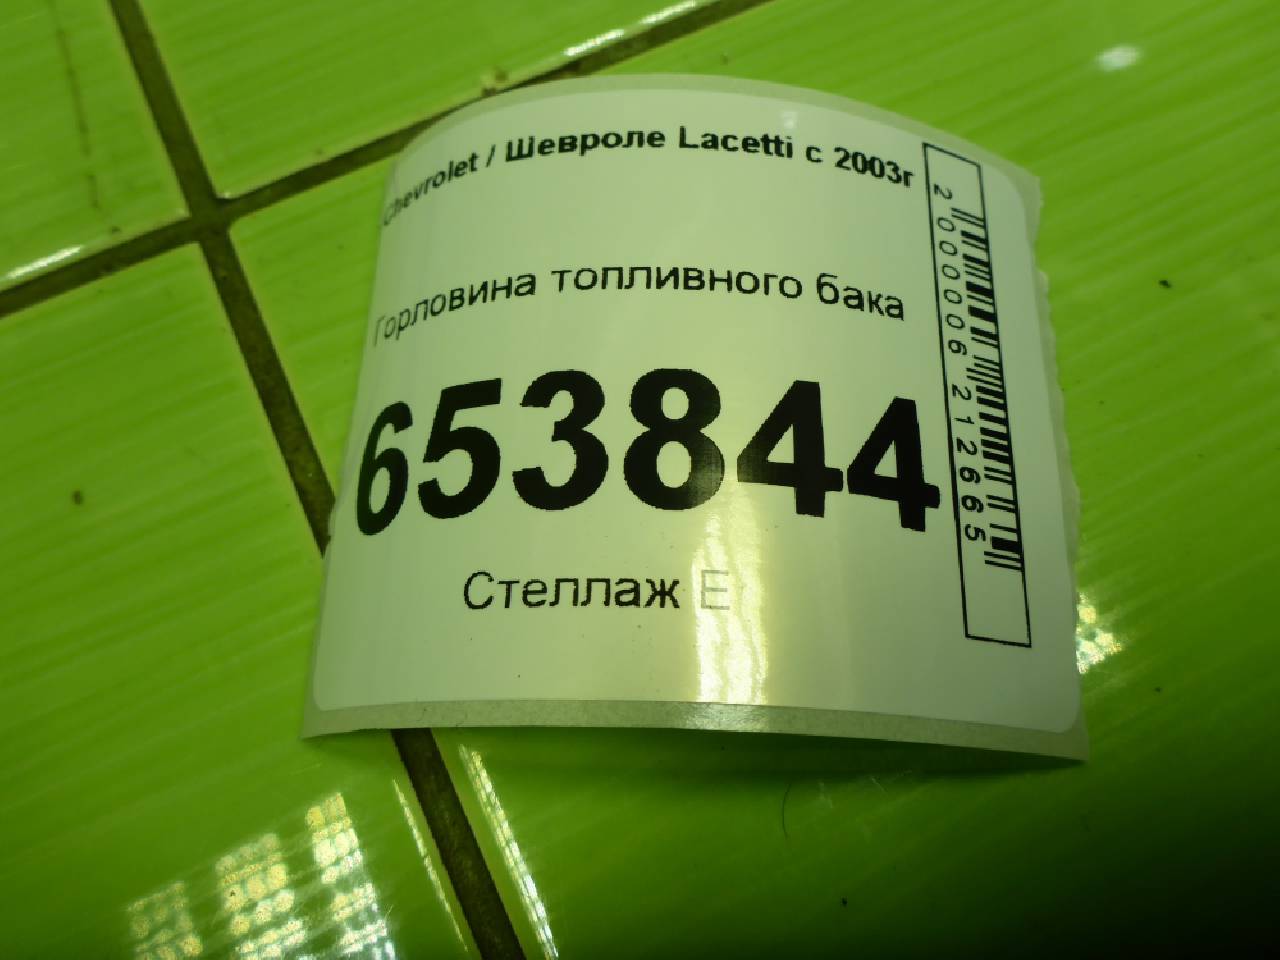 Chevrolet / Шевроле Lacetti с 2003г
Горловина топливного бака
653844
Стеллаж E
2000006212665